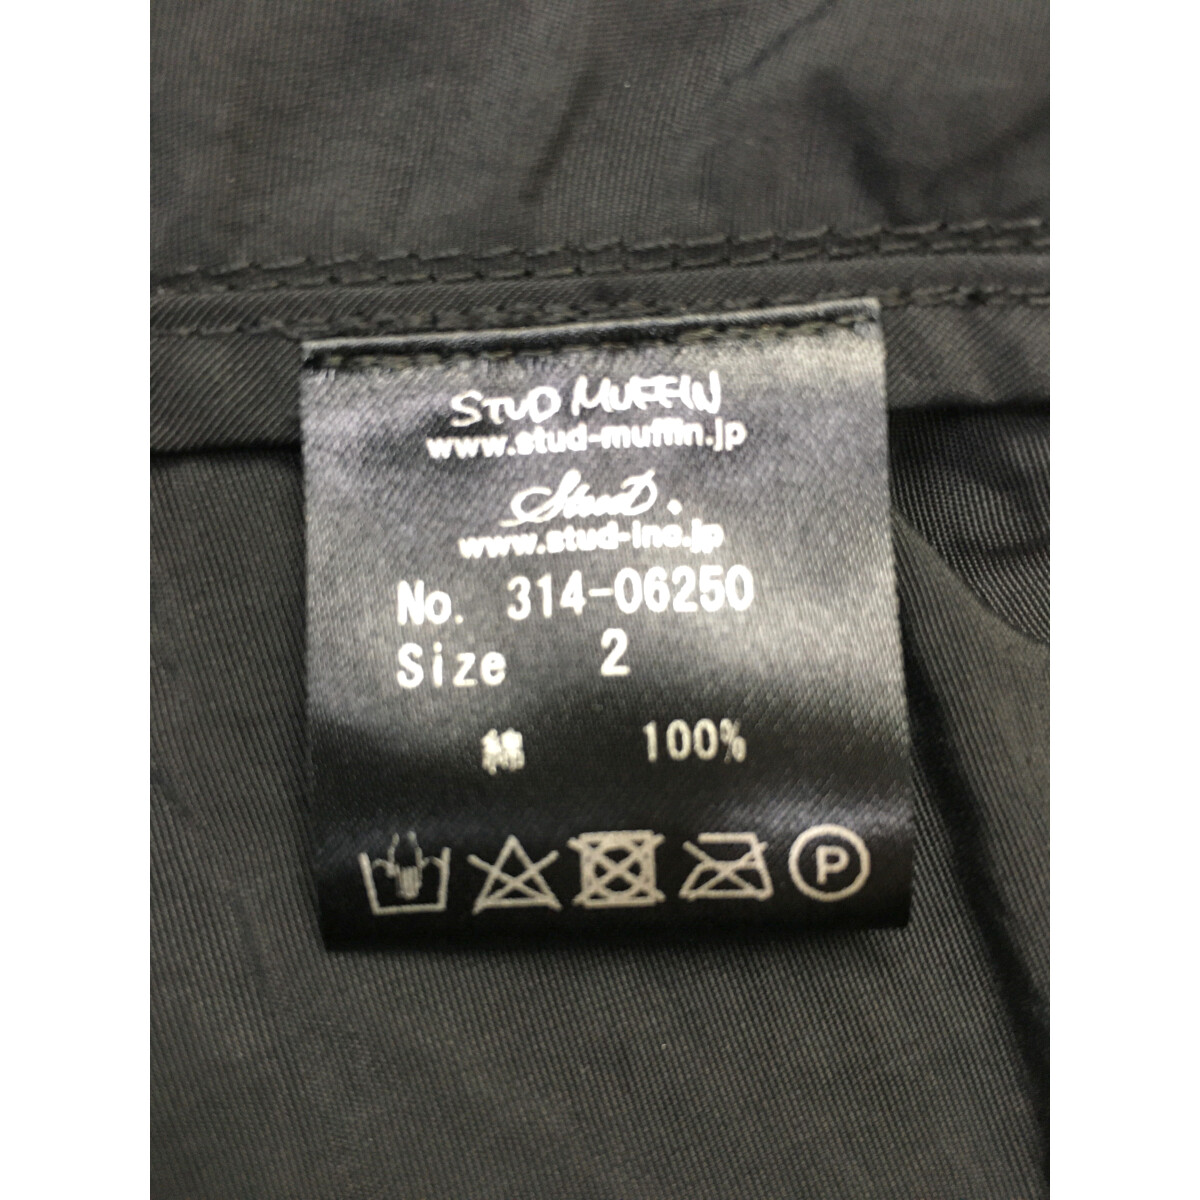 STUD MUFFIN
www.stud-muffin.jp
Stud.
www.stud-inc.jp
No. 314-06250
Size 2
綿 100%
P